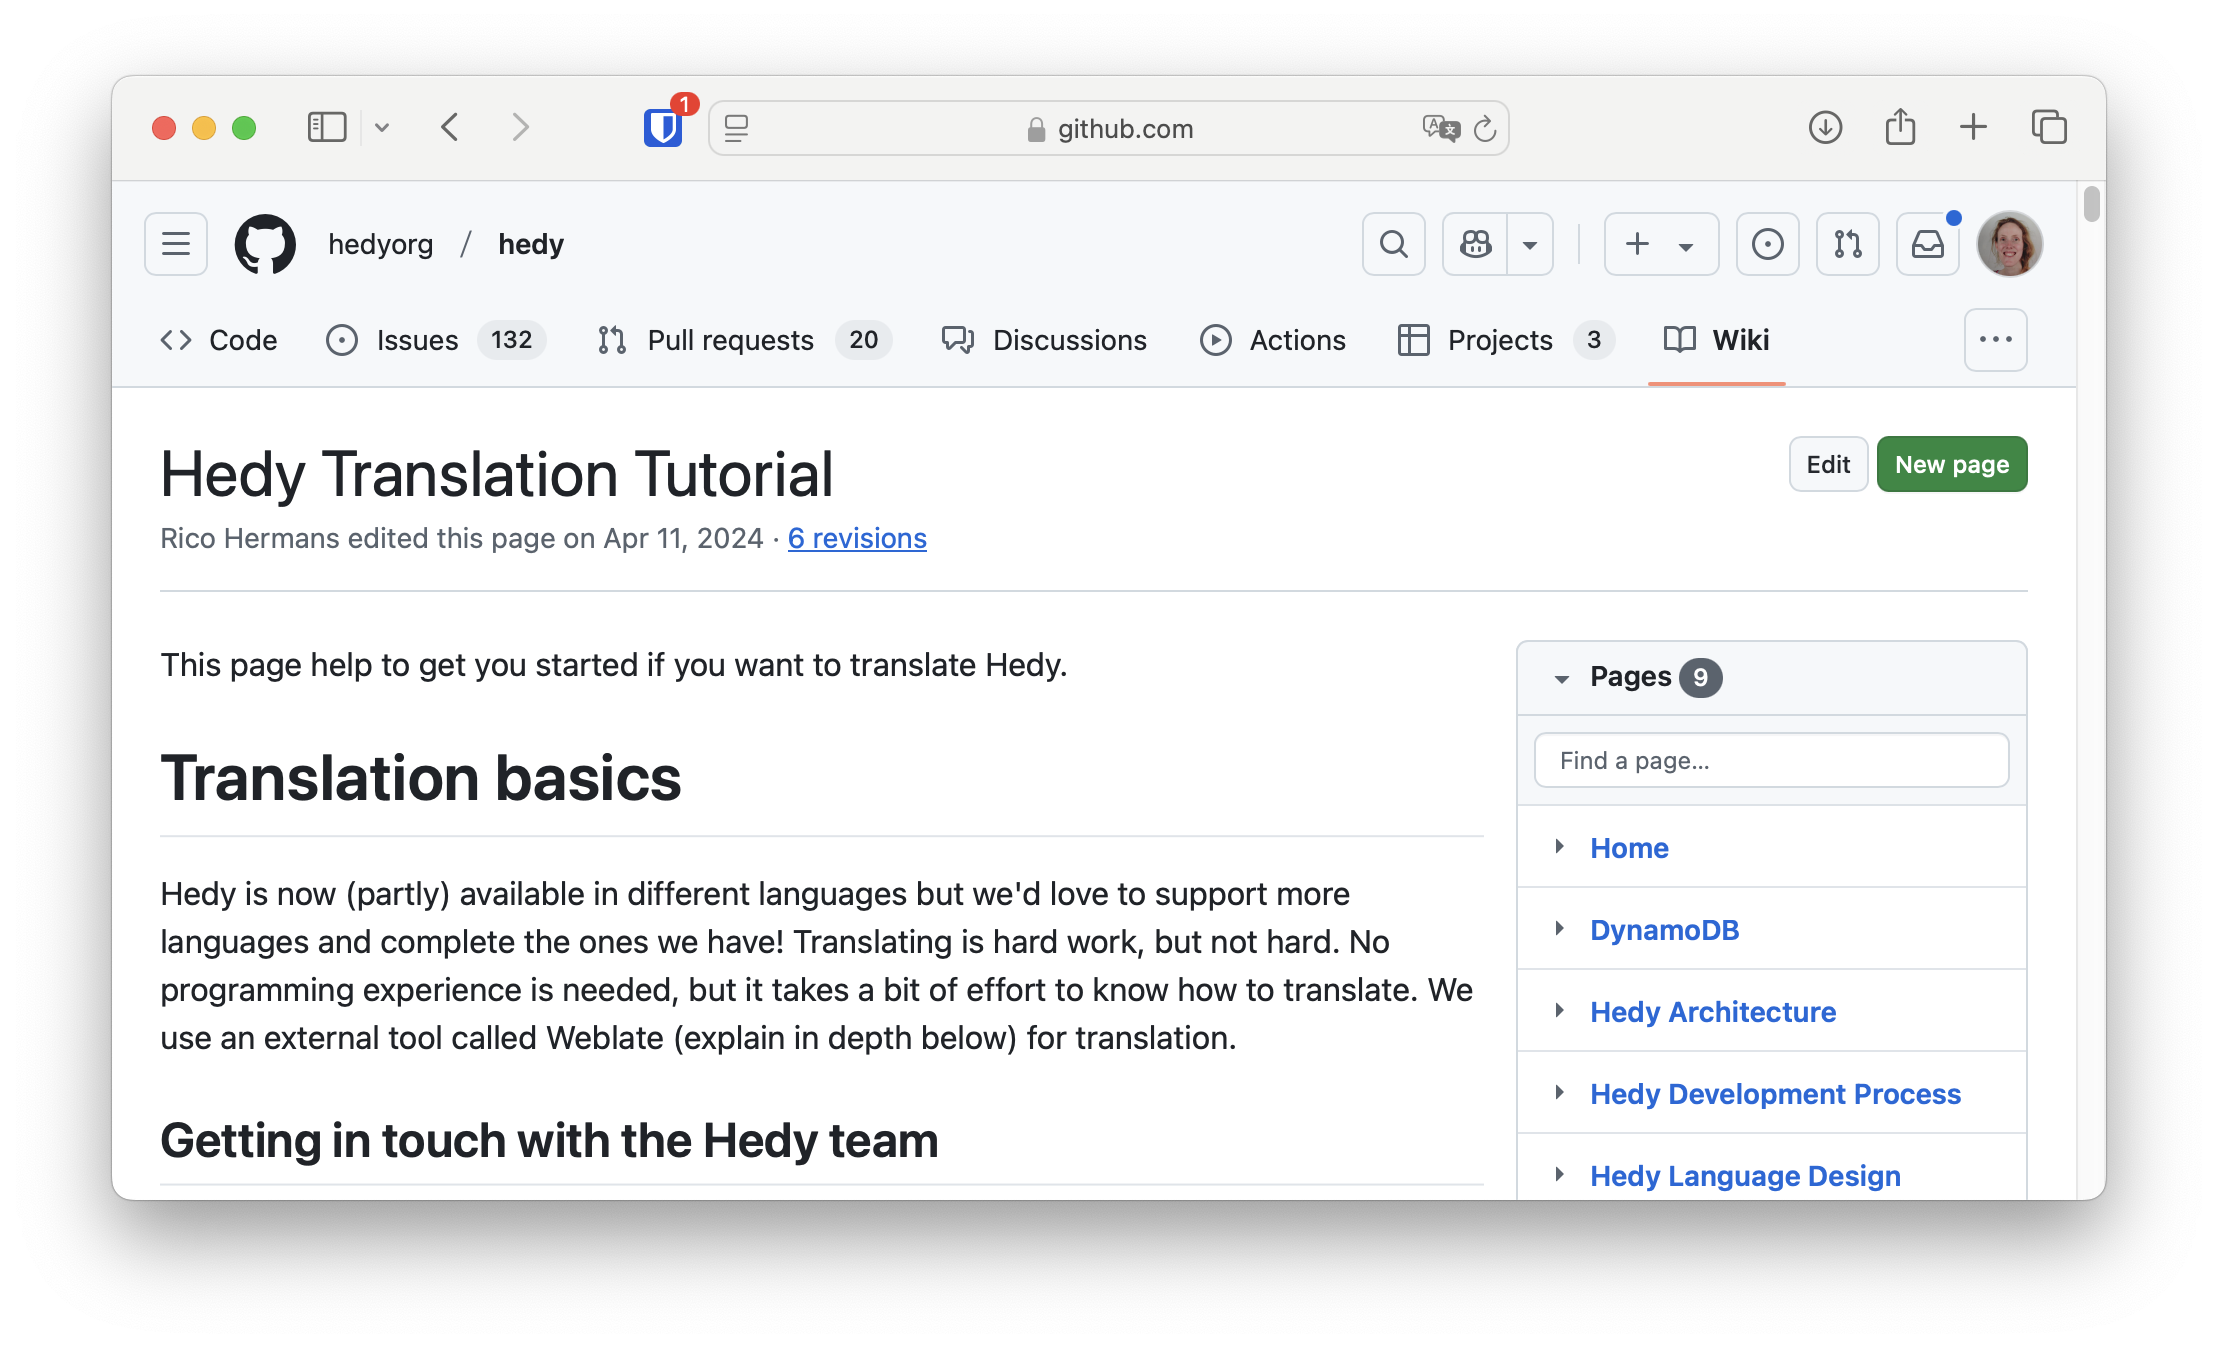 1
github.com
hedyorg / hedy
Code
Issues 132
Pull requests 20
Discussions
Actions
Projects 3
Wiki
Hedy Translation Tutorial
Edit
New page
Rico Hermans edited this page on Apr 11, 2024 · 6 revisions
This page help to get you started if you want to translate Hedy.
Translation basics
Hedy is now (partly) available in different languages but we'd love to support more
languages and complete the ones we have! Translating is hard work, but not hard. No
programming experience is needed, but it takes a bit of effort to know how to translate. We
use an external tool called Weblate (explain in depth below) for translation.
Getting in touch with the Hedy team
Pages 9
Find a page...
Home
DynamoDB
Hedy Architecture
Hedy Development Process
Hedy Language Design